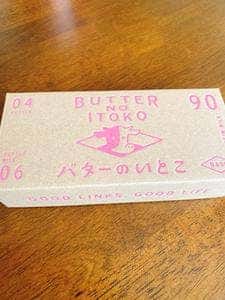 04
BUTTER
NO
ITOKO
90
06
バターのいとこ
GOOD LINKS, GOOD LIFE